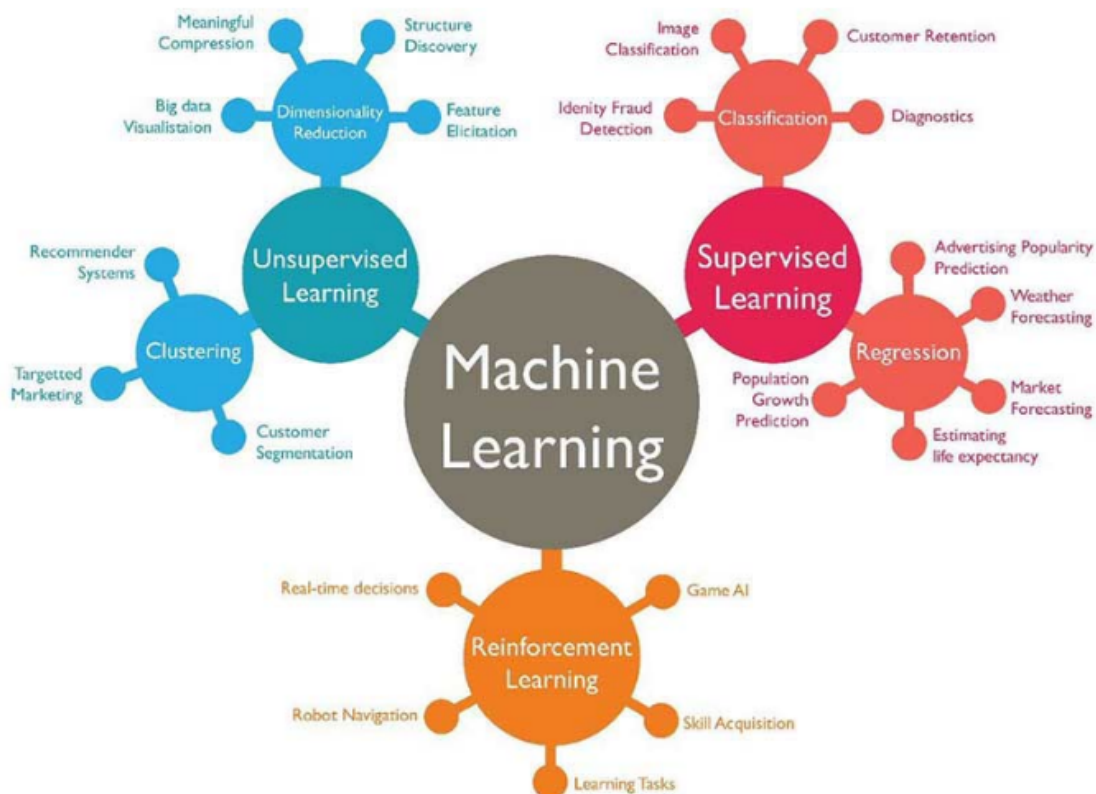 Meaningful
Compression
Structure
Discovery
Big data
Visualistaion
Dimensionality
Reduction
Feature
Elicitation
Image
Classification
Customer Retention
Idenity Fraud
Detection
Classification
Diagnostics
Recommender
Systems
Unsupervised
Learning
Clustering
Targetted
Marketing
Customer
Segmentation
Machine
Learning
Supervised
Learning
Advertising Popularity
Prediction
Weather
Forecasting
Regression
Population
Growth
Prediction
Market
Forecasting
Estimating
life expectancy
Real-time decisions
Game AI
Reinforcement
Learning
Robot Navigation
Skill Acquisition
Learning Tasks